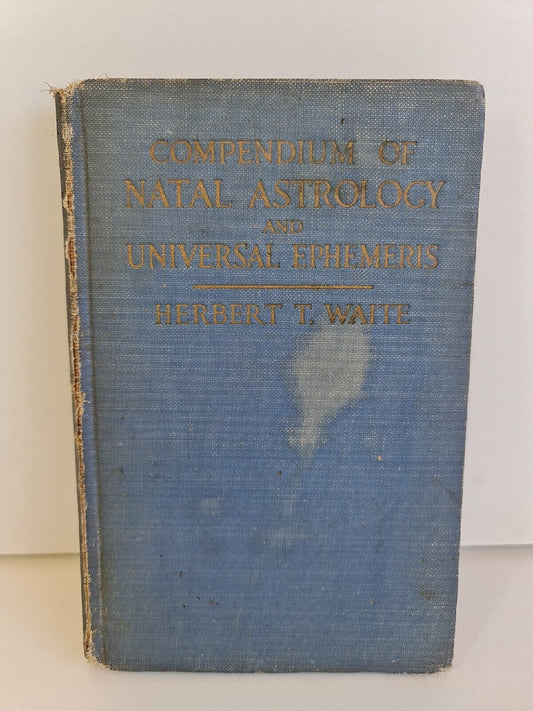 COMPENDIUM OF
NATAL ASTROLOGY
AND
UNIVERSAL EPHEMERIS
HERBERT T. WAITE